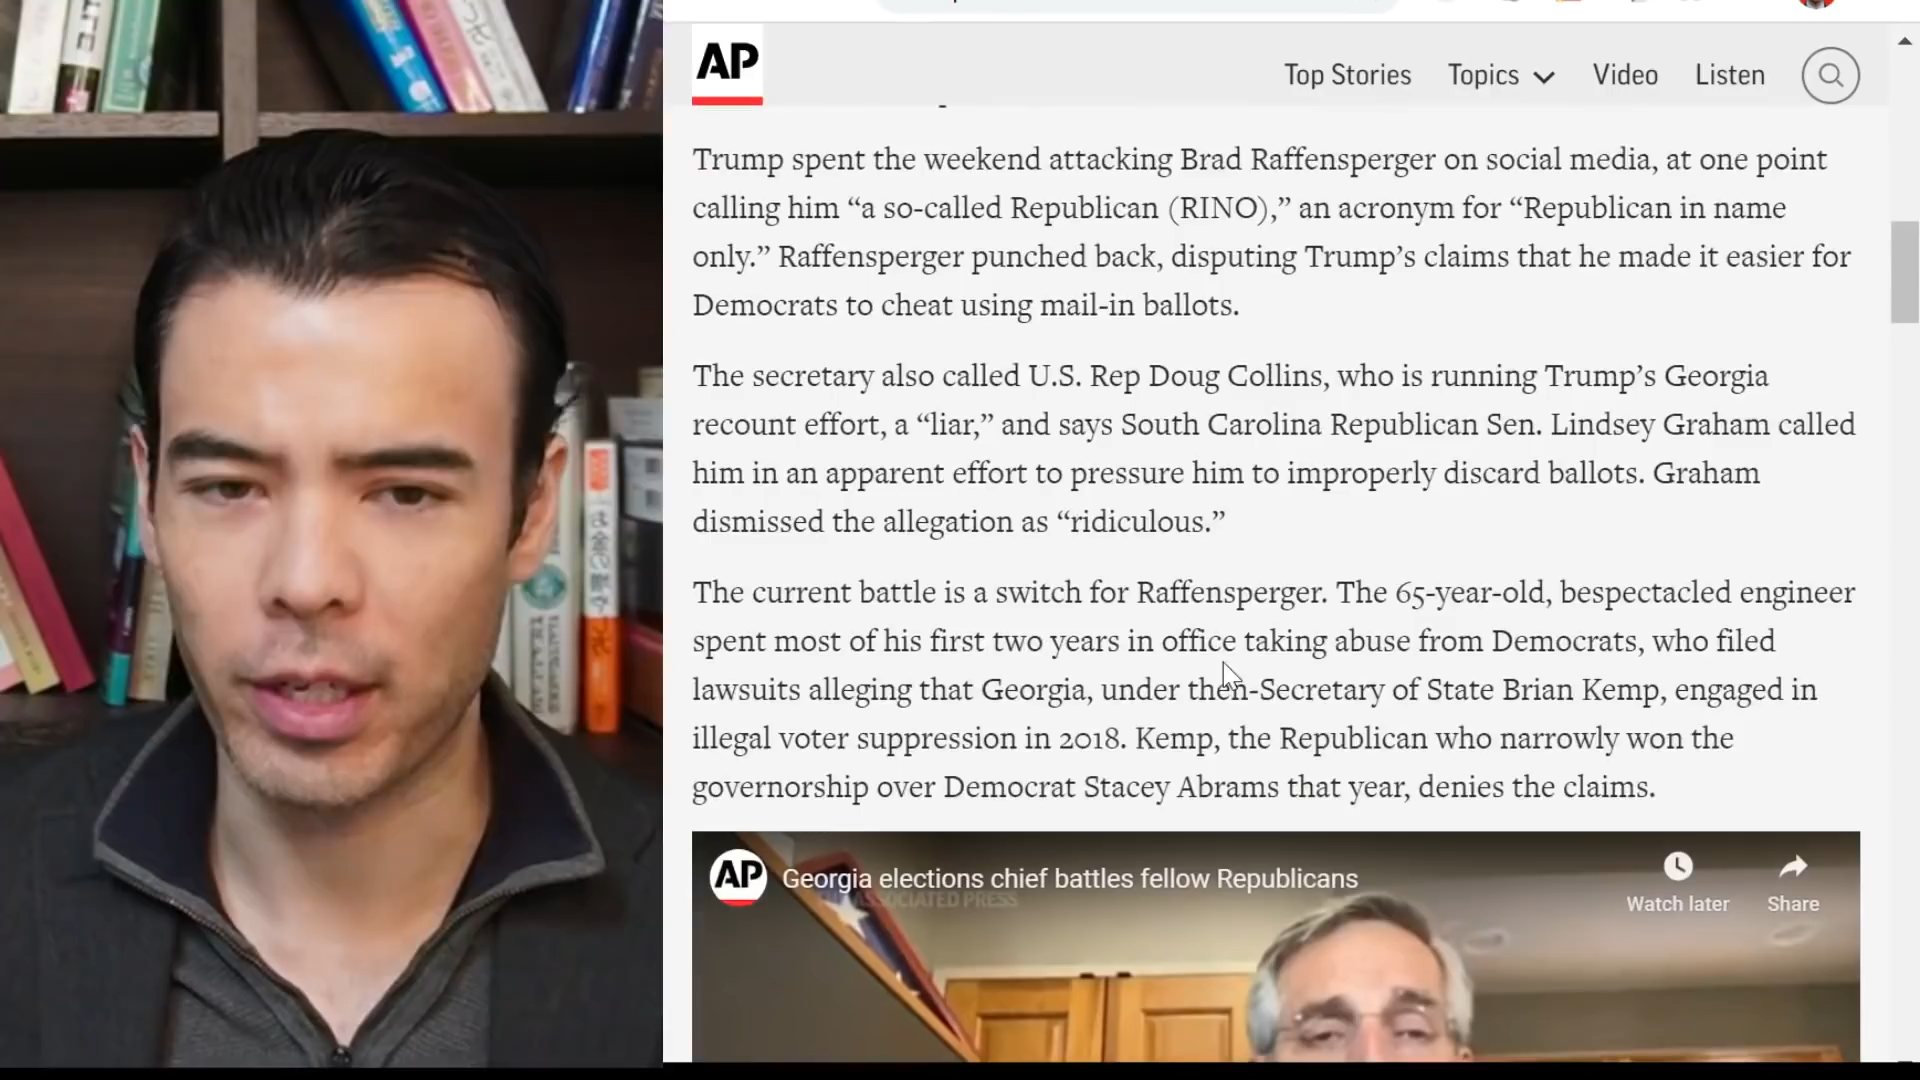 AP
Top Stories
Topics
Video
Listen
Trump spent the weekend attacking Brad Raffensperger on social media, at one point
calling him “a so-called Republican (RINO),” an acronym for “Republican in name
only.” Raffensperger punched back, disputing Trump’s claims that he made it easier for
Democrats to cheat using mail-in ballots.
The secretary also called U.S. Rep Doug Collins, who is running Trump’s Georgia
recount effort, a “liar,” and says South Carolina Republican Sen. Lindsey Graham called
him in an apparent effort to pressure him to improperly discard ballots. Graham
dismissed the allegation as “ridiculous.”
The current battle is a switch for Raffensperger. The 65-year-old, bespectacled engineer
spent most of his first two years in office taking abuse from Democrats, who filed
lawsuits alleging that Georgia, under then-Secretary of State Brian Kemp, engaged in
illegal voter suppression in 2018. Kemp, the Republican who narrowly won the
governorship over Democrat Stacey Abrams that year, denies the claims.
AP
Georgia elections chief battles fellow Republicans
ASSOCIATED PRESS
Watch later
Share